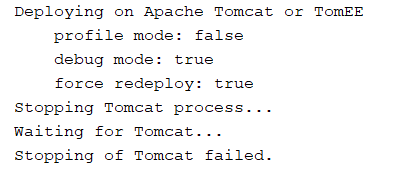 Deploying on Apache Tomcat or TomEE
    profile mode: false
    debug mode: true
    force redeploy: true
Stopping Tomcat process...
Waiting for Tomcat...
Stopping of Tomcat failed.